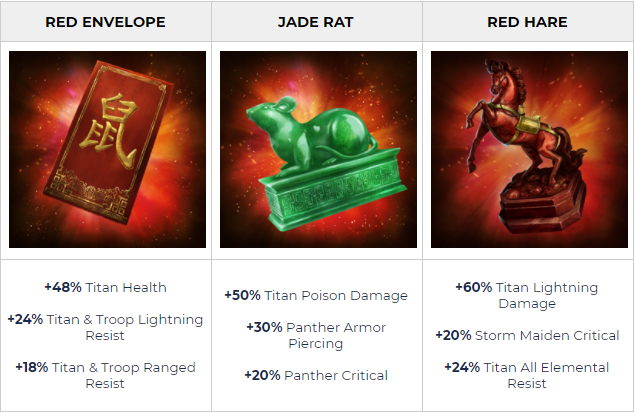 RED ENVELOPE
JADE RAT
RED HARE
鼠
+48% Titan Health
+24% Titan & Troop Lightning
Resist
+18% Titan & Troop Ranged
Resist
+50% Titan Poison Damage
+30% Panther Armor
Piercing
+20% Panther Critical
+60% Titan Lightning
Damage
+20% Storm Maiden Critical
+24% Titan All Elemental
Resist